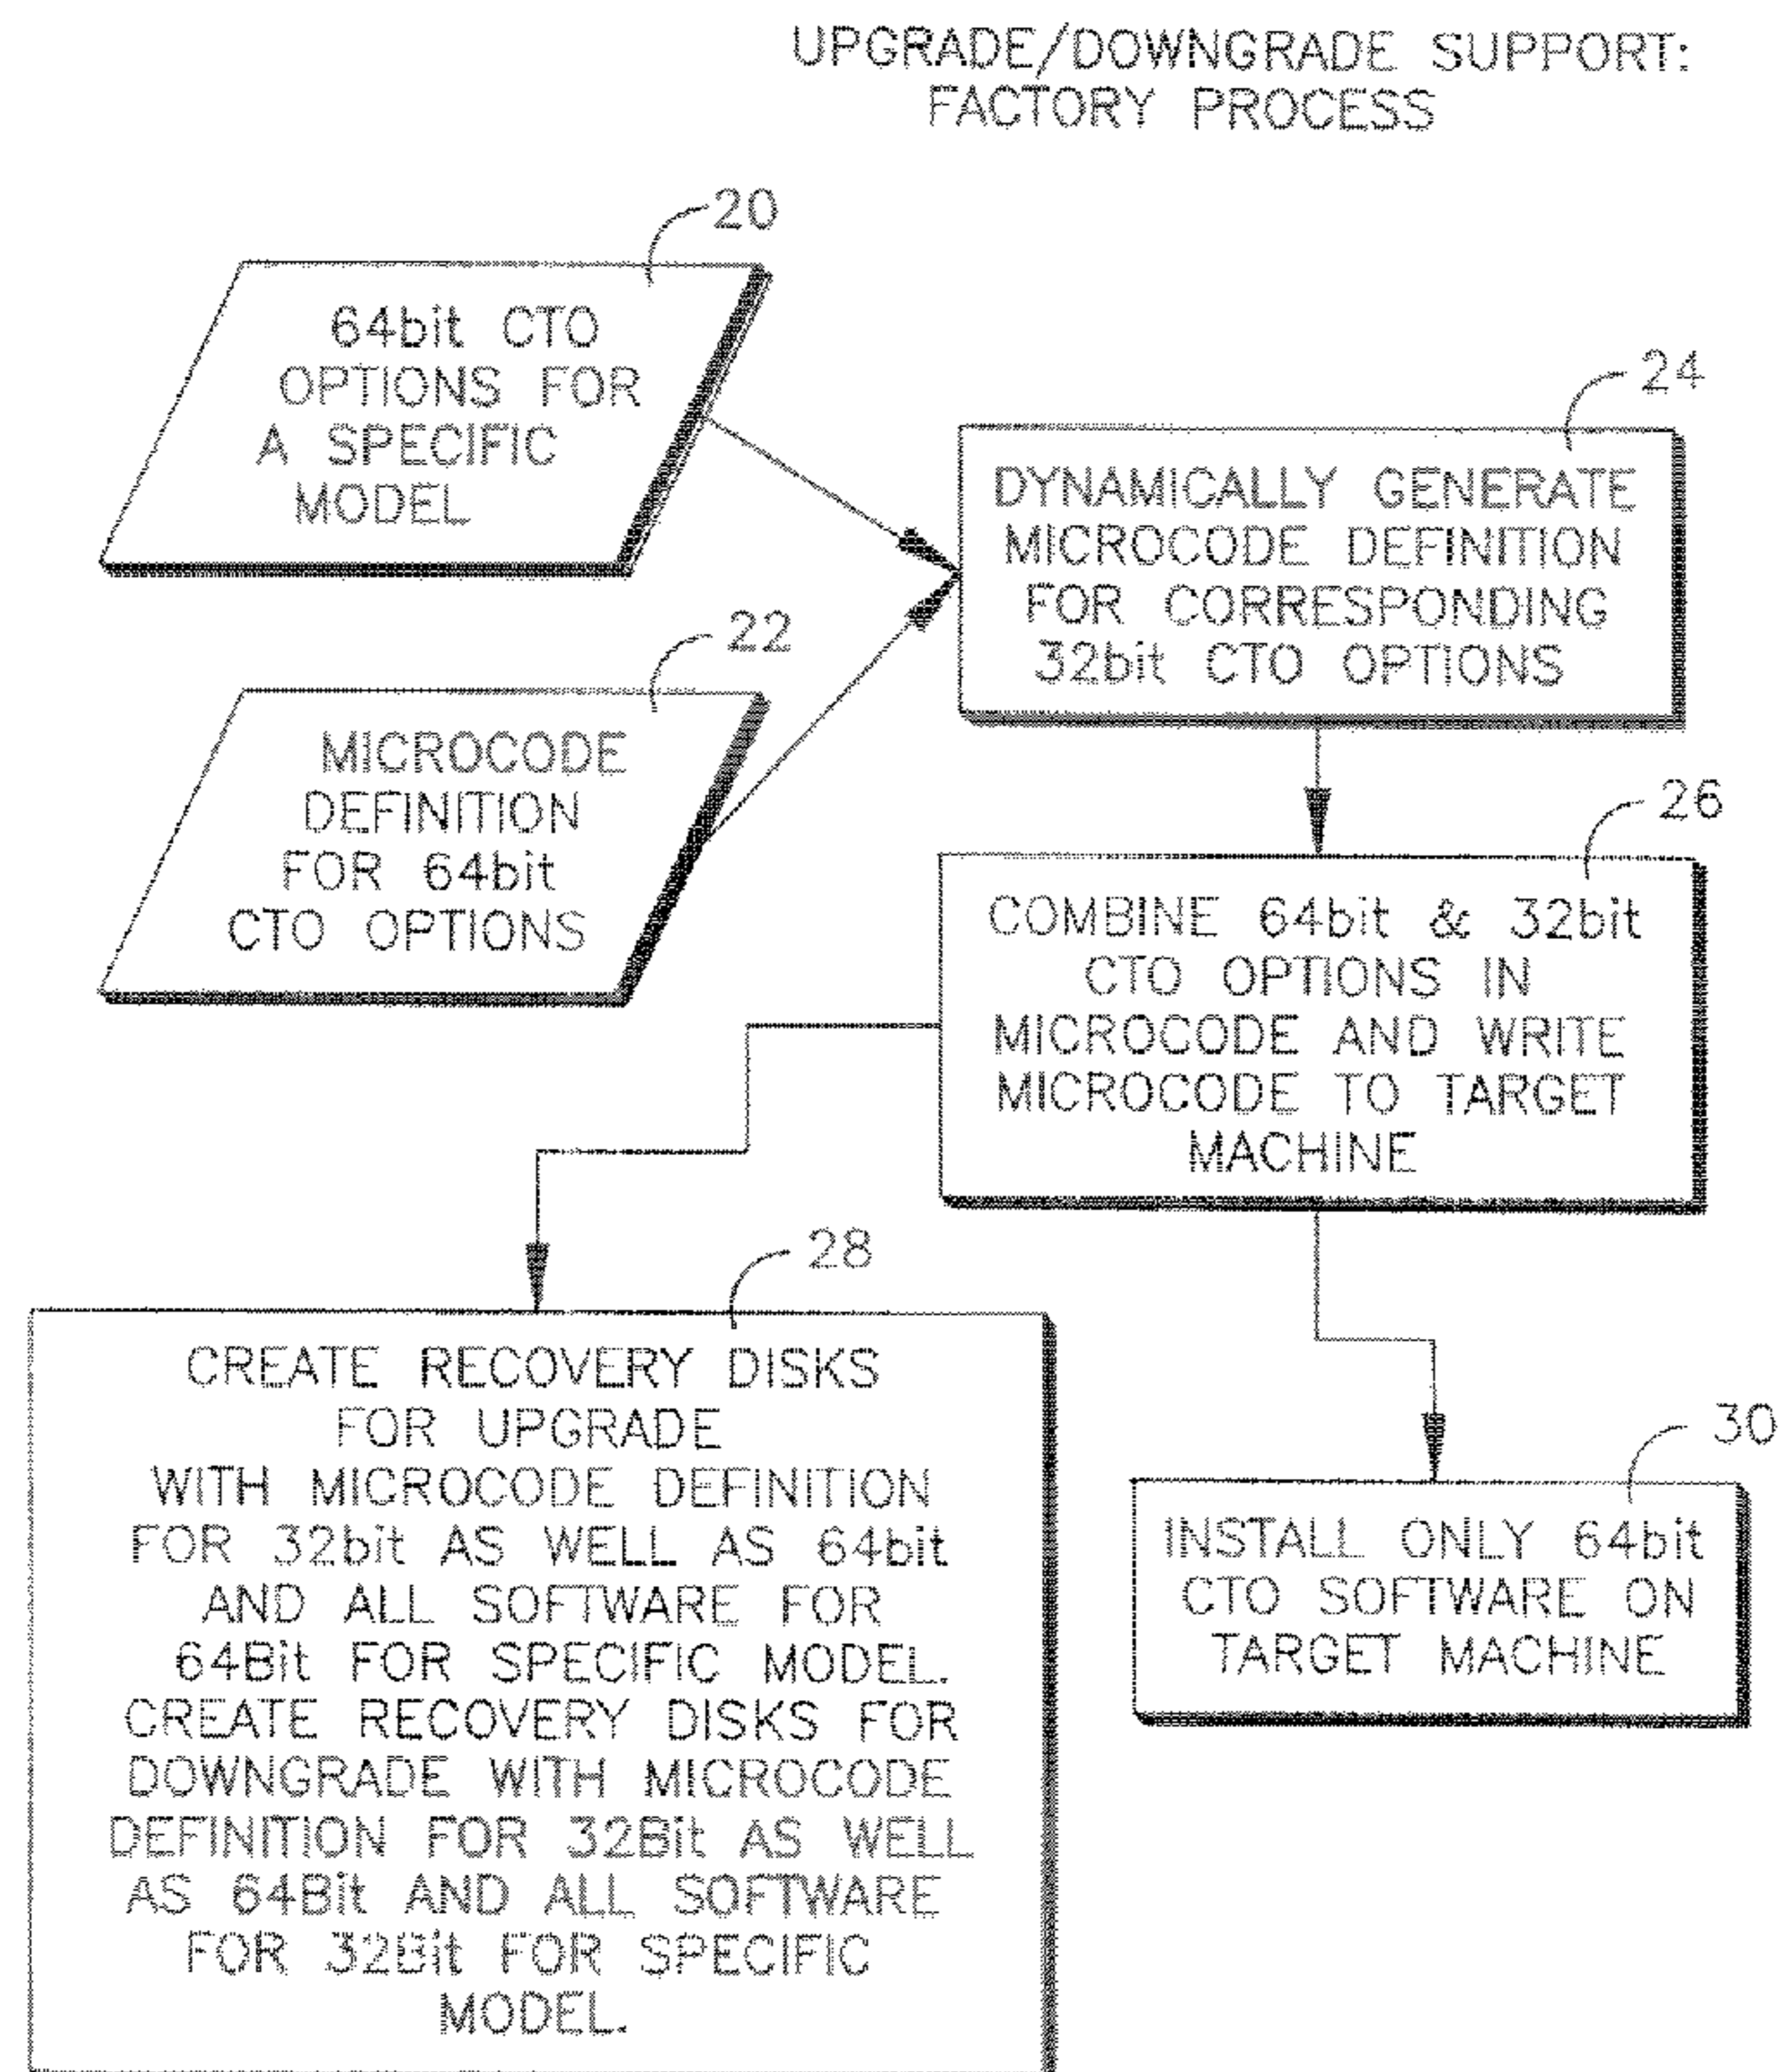 UPGRADE/DOWNGRADE SUPPORT:
FACTORY PROCESS
20
64bit CTO
OPTIONS FOR
A SPECIFIC
MODEL
22
MICROCODE
DEFINITION
FOR 64bit
CTO OPTIONS
24
DYNAMICALLY GENERATE
MICROCODE DEFINITION
FOR CORRESPONDING
32bit CTO OPTIONS
26
COMBINE 64bit & 32bit
CTO OPTIONS IN
MICROCODE AND WRITE
MICROCODE TO TARGET
MACHINE
28
CREATE RECOVERY DISKS
FOR UPGRADE
WITH MICROCODE DEFINITION
FOR 32bit AS WELL AS 64bit
AND ALL SOFTWARE FOR
64Bit FOR SPECIFIC MODEL.
CREATE RECOVERY DISKS FOR
DOWNGRADE WITH MICROCODE
DEFINITION FOR 32Bit AS WELL
AS 64Bit AND ALL SOFTWARE
FOR 32Bit FOR SPECIFIC
MODEL.
30
INSTALL ONLY 64bit
CTO SOFTWARE ON
TARGET MACHINE